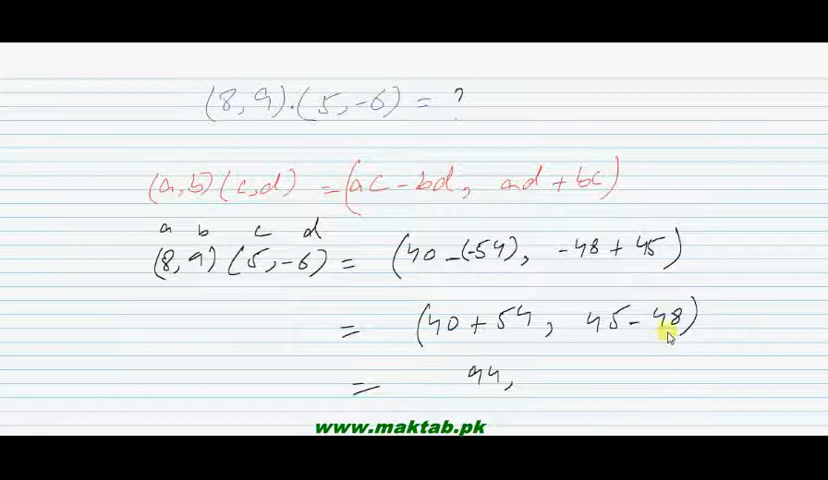 (8, 9).(5, -6) = ?
(a, b)(c, d) = (ac - bd, ad + bc)
a b c d
(8, 9)(5, -6) = (40 -(-54), -48 + 45)
= (40 + 54, 45 - 48)
= 94,
www.maktab.pk